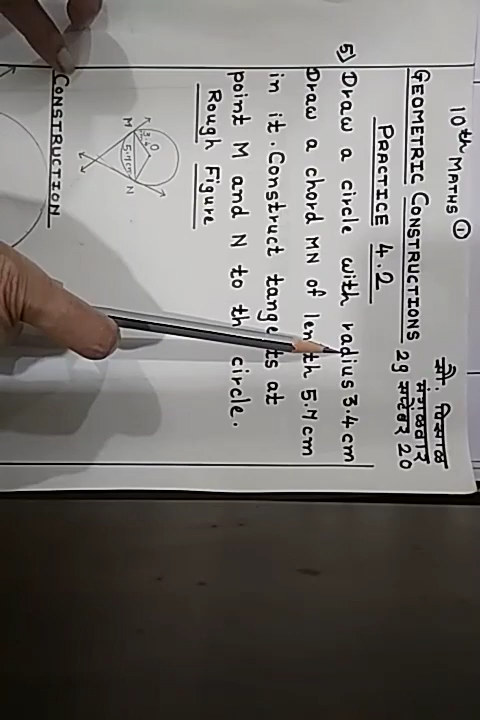 10th MATHS ①
प्रो. विशाल
मंगळवार
GEOMETRIC CONSTRUCTIONS 29 सप्टेंबर 20
PRACTICE 4.2
5) Draw a circle with radius 3.4 cm
Draw a chord MN of length 5.7 cm
in it. Construct tangents at
point M and N to the circle.
Rough Figure
O
3.4
M 5.7cm N
CONSTRUCTION